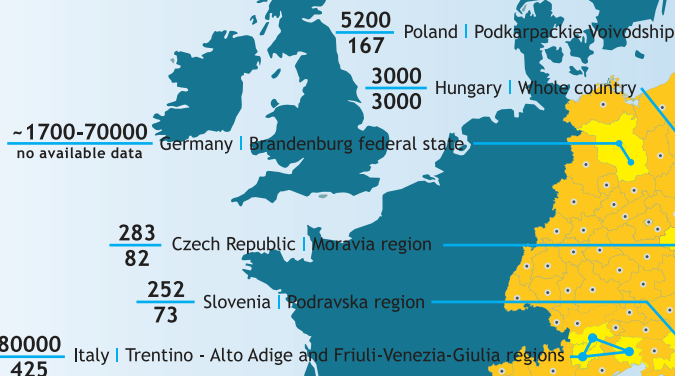 5200
167
Poland | Podkarpackie Voivodship
3000
3000
Hungary | Whole country
~1700-70000
no available data
Germany | Brandenburg federal state
283
82
Czech Republic | Moravia region
252
73
Slovenia | Podravska region
80000
425
Italy | Trentino - Alto Adige and Friuli-Venezia-Giulia regions